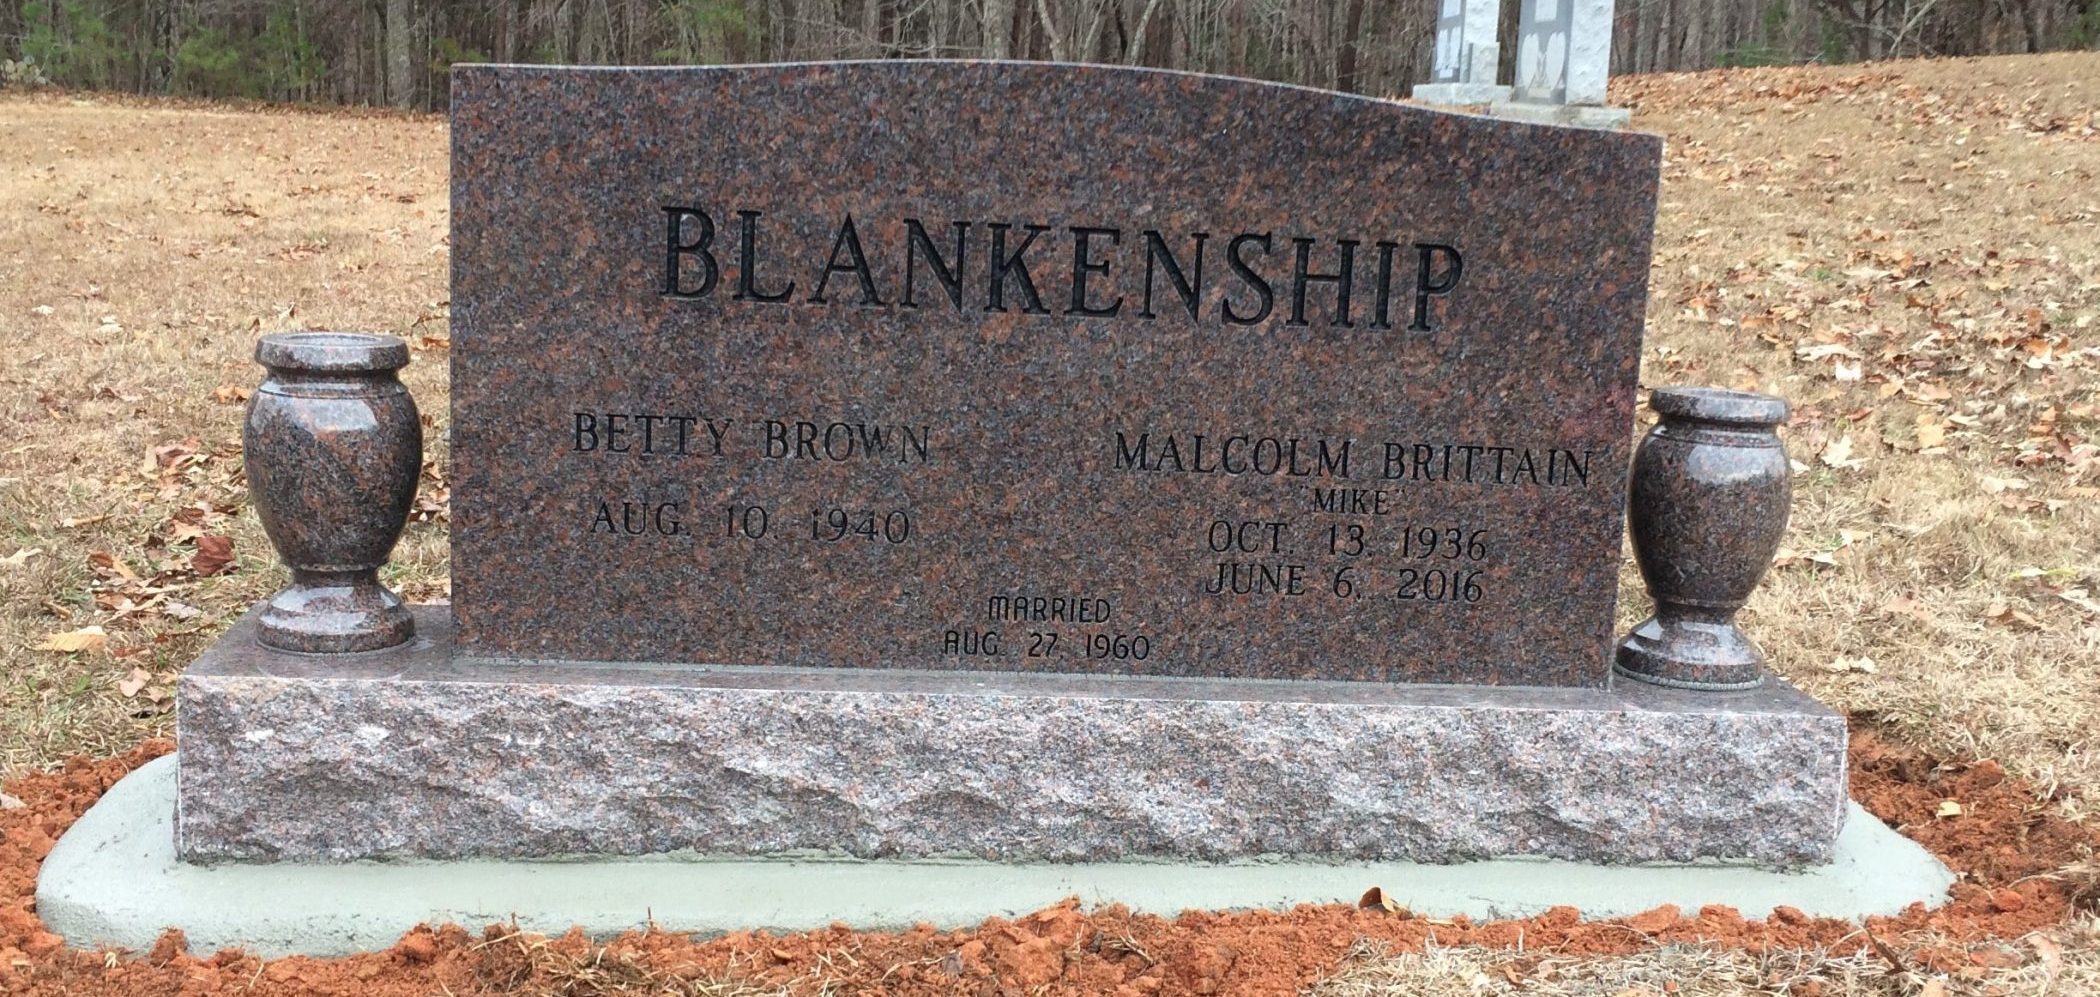 BLANKENSHIP
BETTY BROWN
AUG. 10. 1940
MALCOLM BRITTAIN
"MIKE"
OCT. 13. 1936
JUNE 6, 2016
MARRIED
AUG. 27, 1960